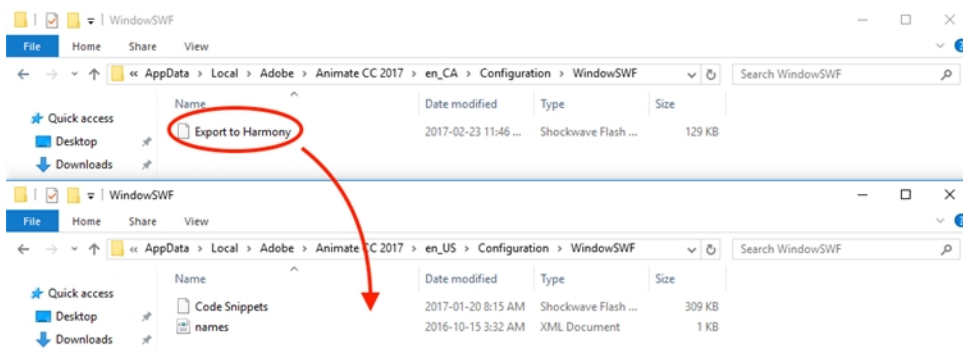 WindowSWF
File Home Share View
« AppData > Local > Adobe > Animate CC 2017 > en_CA > Configuration > WindowSWF Search WindowSWF
Name Date modified Type Size
Quick access
Export to Harmony 2017-02-23 11:46 ... Shockwave Flash ... 129 KB
Desktop
Downloads
WindowSWF
File Home Share View
« AppData > Local > Adobe > Animate CC 2017 > en_US > Configuration > WindowSWF Search WindowSWF
Name Date modified Type Size
Quick access
Code Snippets 2017-01-20 8:15 AM Shockwave Flash ... 309 KB
Desktop
names 2016-10-15 3:32 AM XML Document 1 KB
Downloads